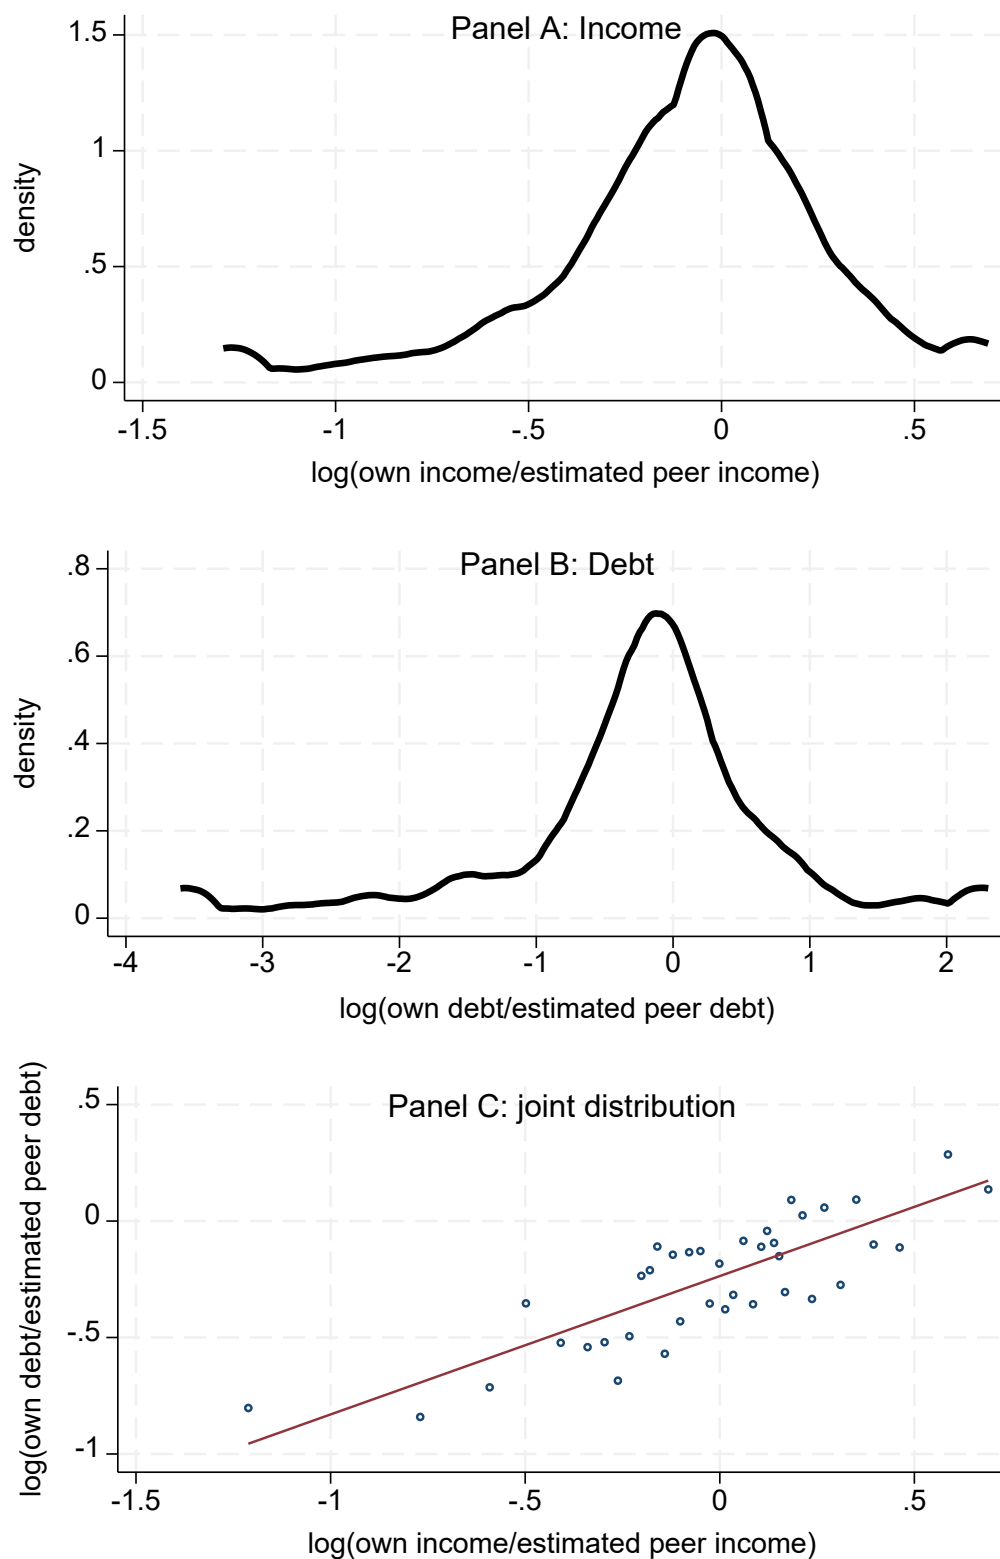 Panel A: Income
density
1.5
1
.5
0
-1.5 -1 -.5 0 .5
log(own income/estimated peer income)
Panel B: Debt
density
.8
.6
.4
.2
0
-4 -3 -2 -1 0 1 2
log(own debt/estimated peer debt)
Panel C: joint distribution
log(own debt/estimated peer debt)
.5
0
-.5
-1
-1.5 -1 -.5 0 .5
log(own income/estimated peer income)